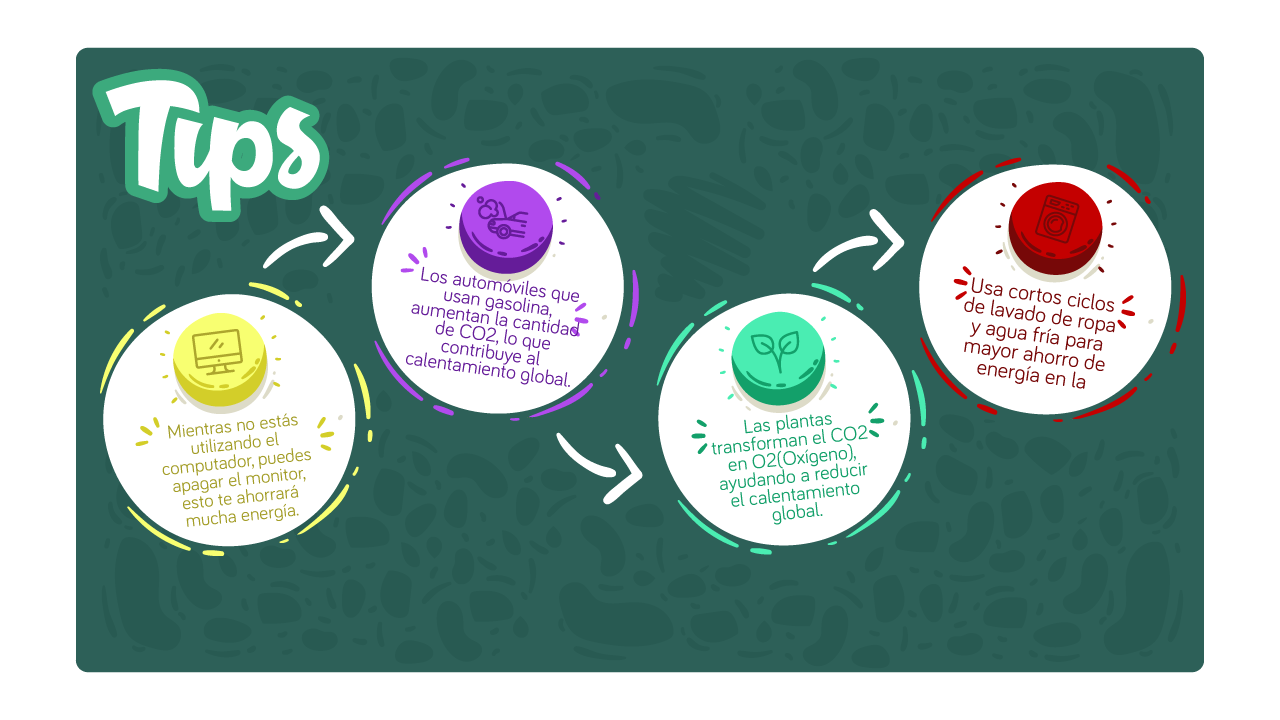 Tips
Mientras no estás
utilizando el
computador, puedes
apagar el monitor,
esto te ahorrará
mucha energía.
Los automóviles que
usan gasolina,
aumentan la cantidad
de CO2, lo que
contribuye al
calentamiento global.
Las plantas
transforman el CO2
en O2(Oxígeno),
ayudando a reducir
el calentamiento
global.
Usa cortos ciclos
de lavado de ropa
y agua fría para
mayor ahorro de
energía en la